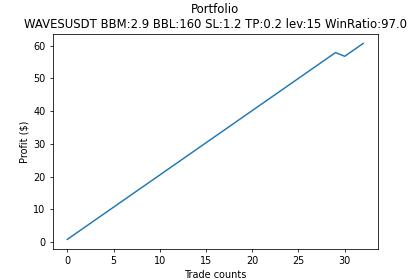 Portfolio
WAVESUSDT BBM:2.9 BBL:160 SL:1.2 TP:0.2 lev:15 WinRatio:97.0
60
50
40
30
20
10
0
Profit ($)
0 5 10 15 20 25 30
Trade counts